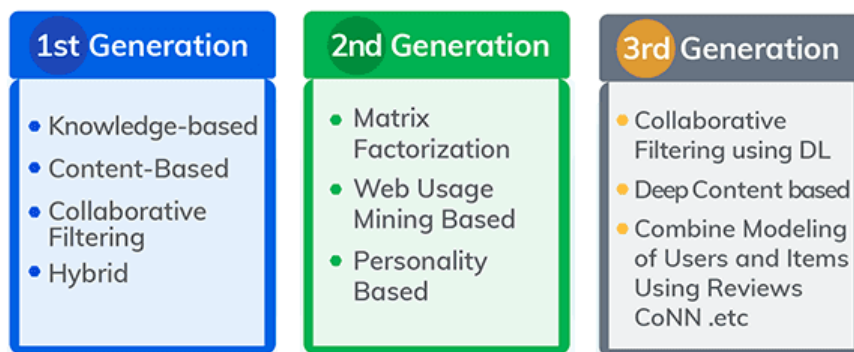 1st Generation
Knowledge-based
Content-Based
Collaborative
Filtering
Hybrid
2nd Generation
Matrix
Factorization
Web Usage
Mining Based
Personality
Based
3rd Generation
Collaborative
Filtering using DL
Deep Content based
Combine Modeling
of Users and Items
Using Reviews
CoNN .etc